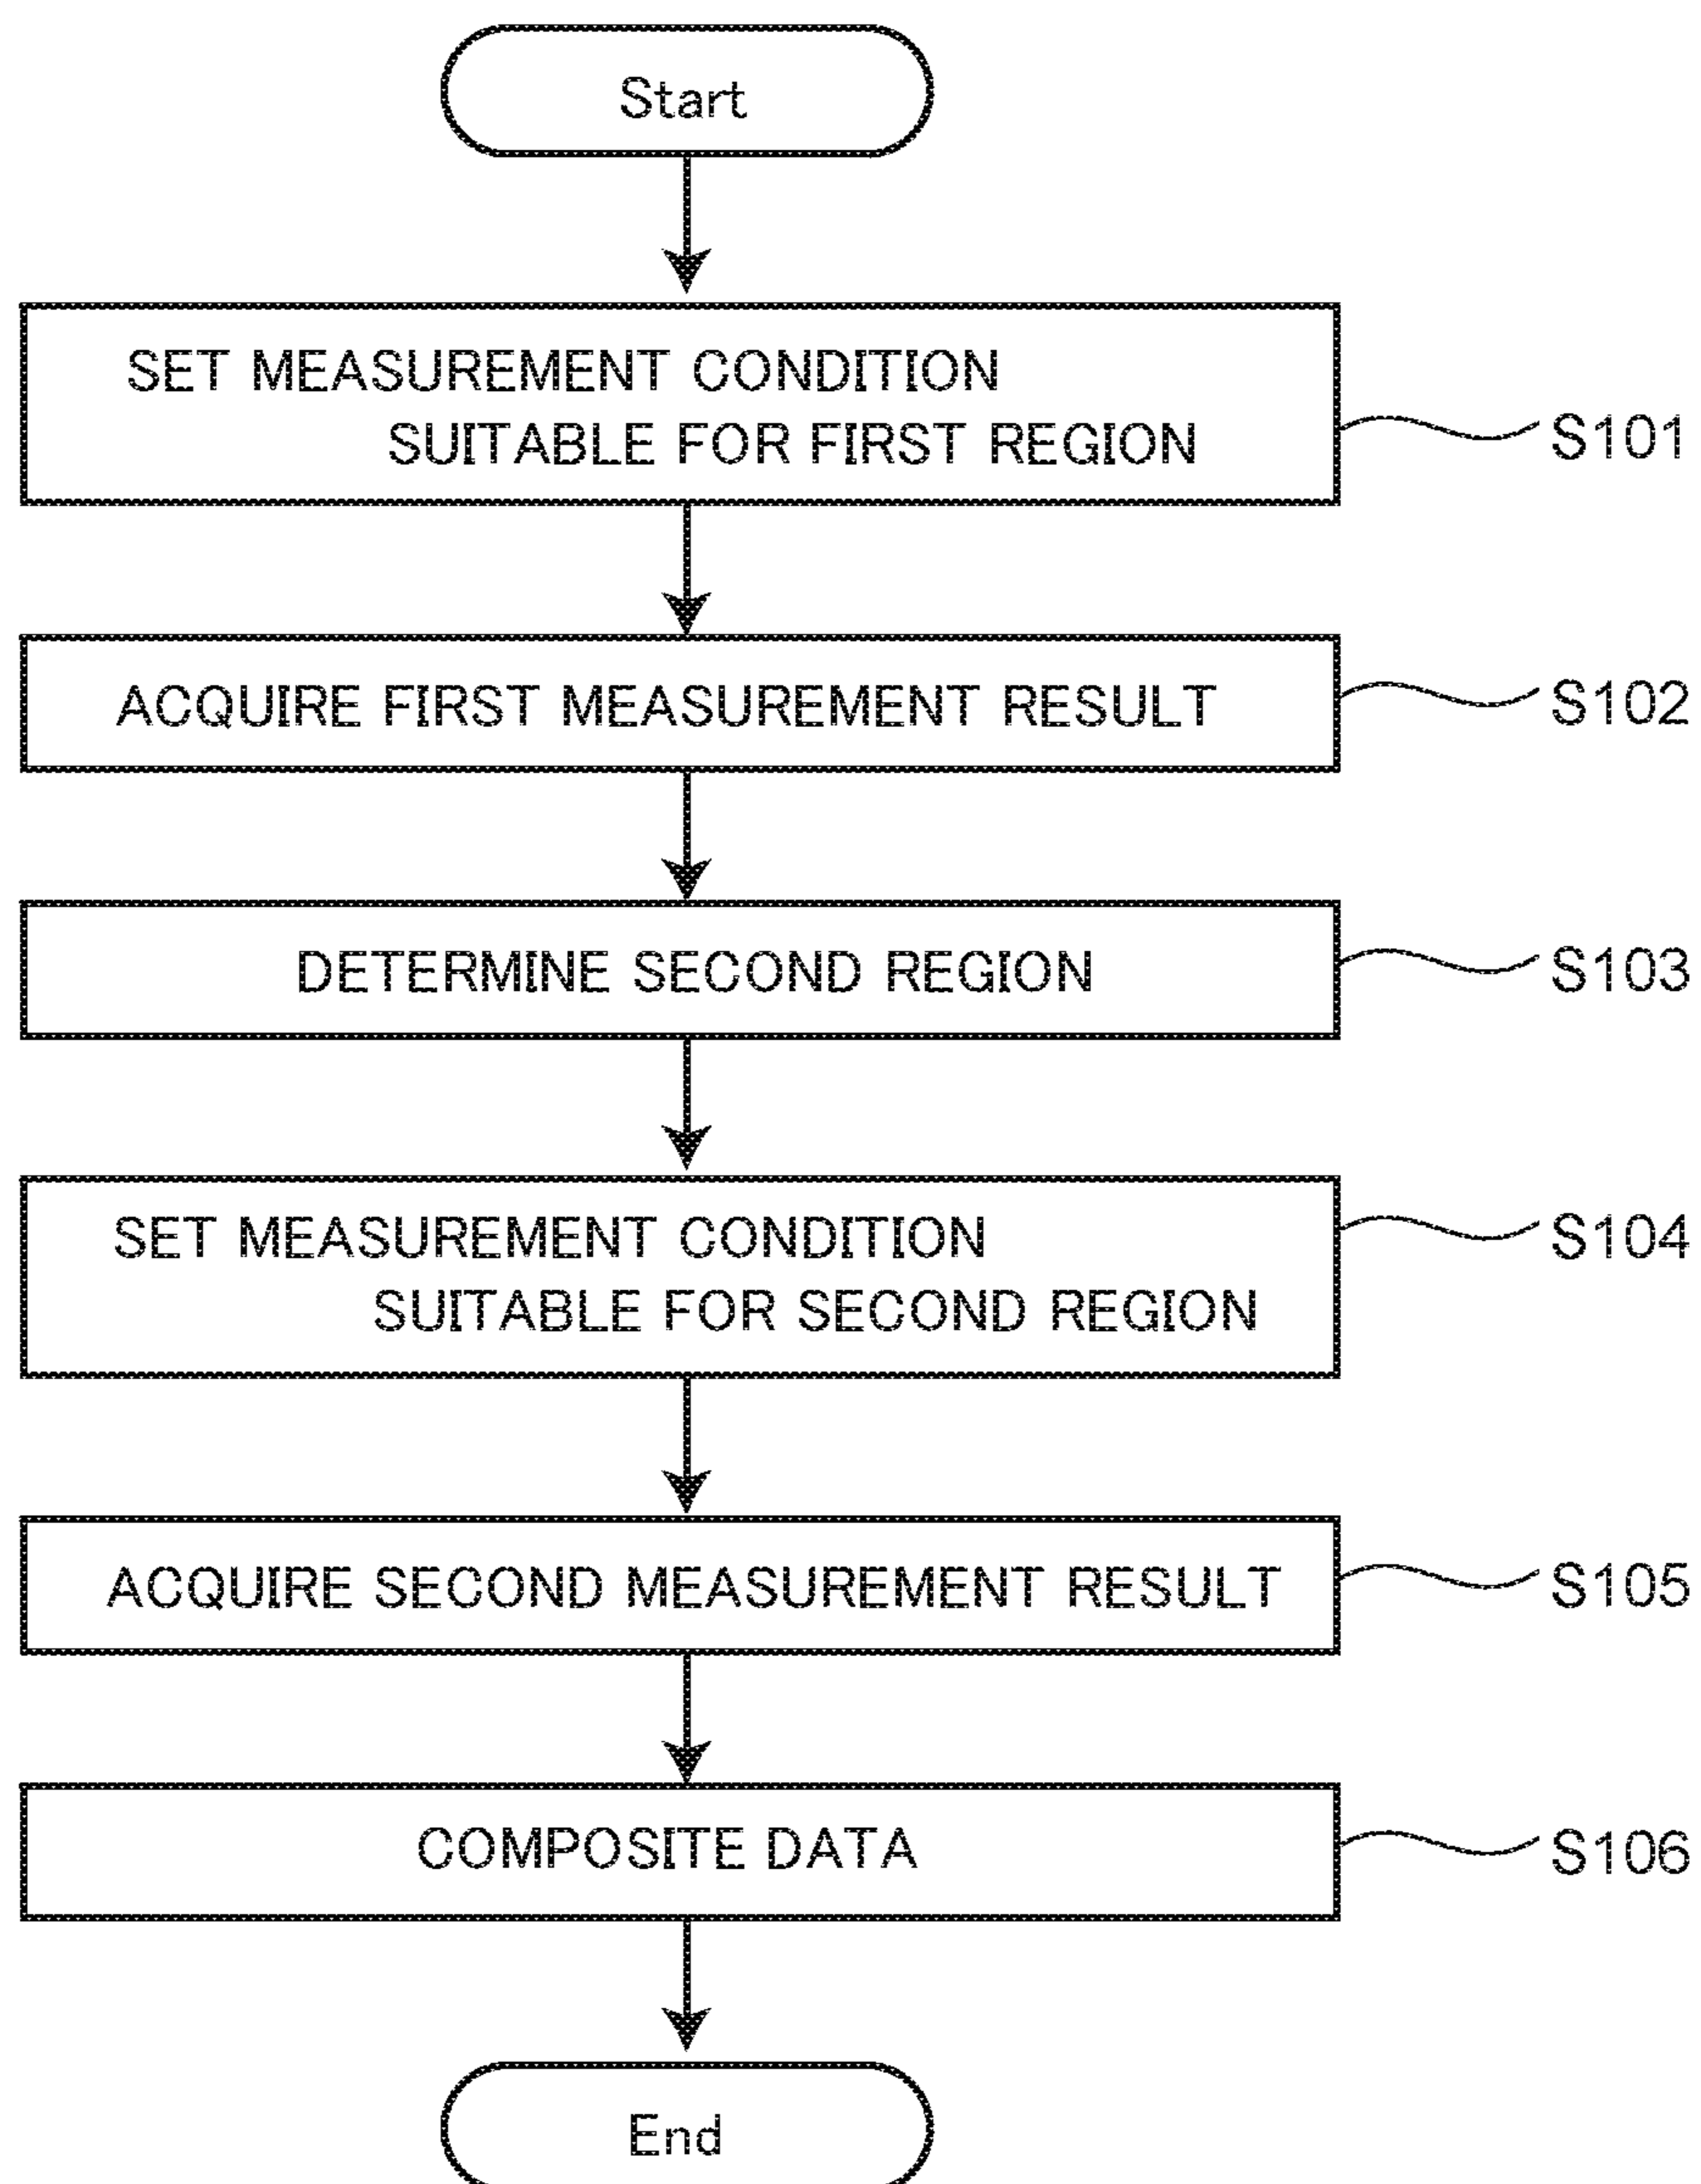 Start
SET MEASUREMENT CONDITION
SUITABLE FOR FIRST REGION
S101
ACQUIRE FIRST MEASUREMENT RESULT
S102
DETERMINE SECOND REGION
S103
SET MEASUREMENT CONDITION
SUITABLE FOR SECOND REGION
S104
ACQUIRE SECOND MEASUREMENT RESULT
S105
COMPOSITE DATA
S106
End